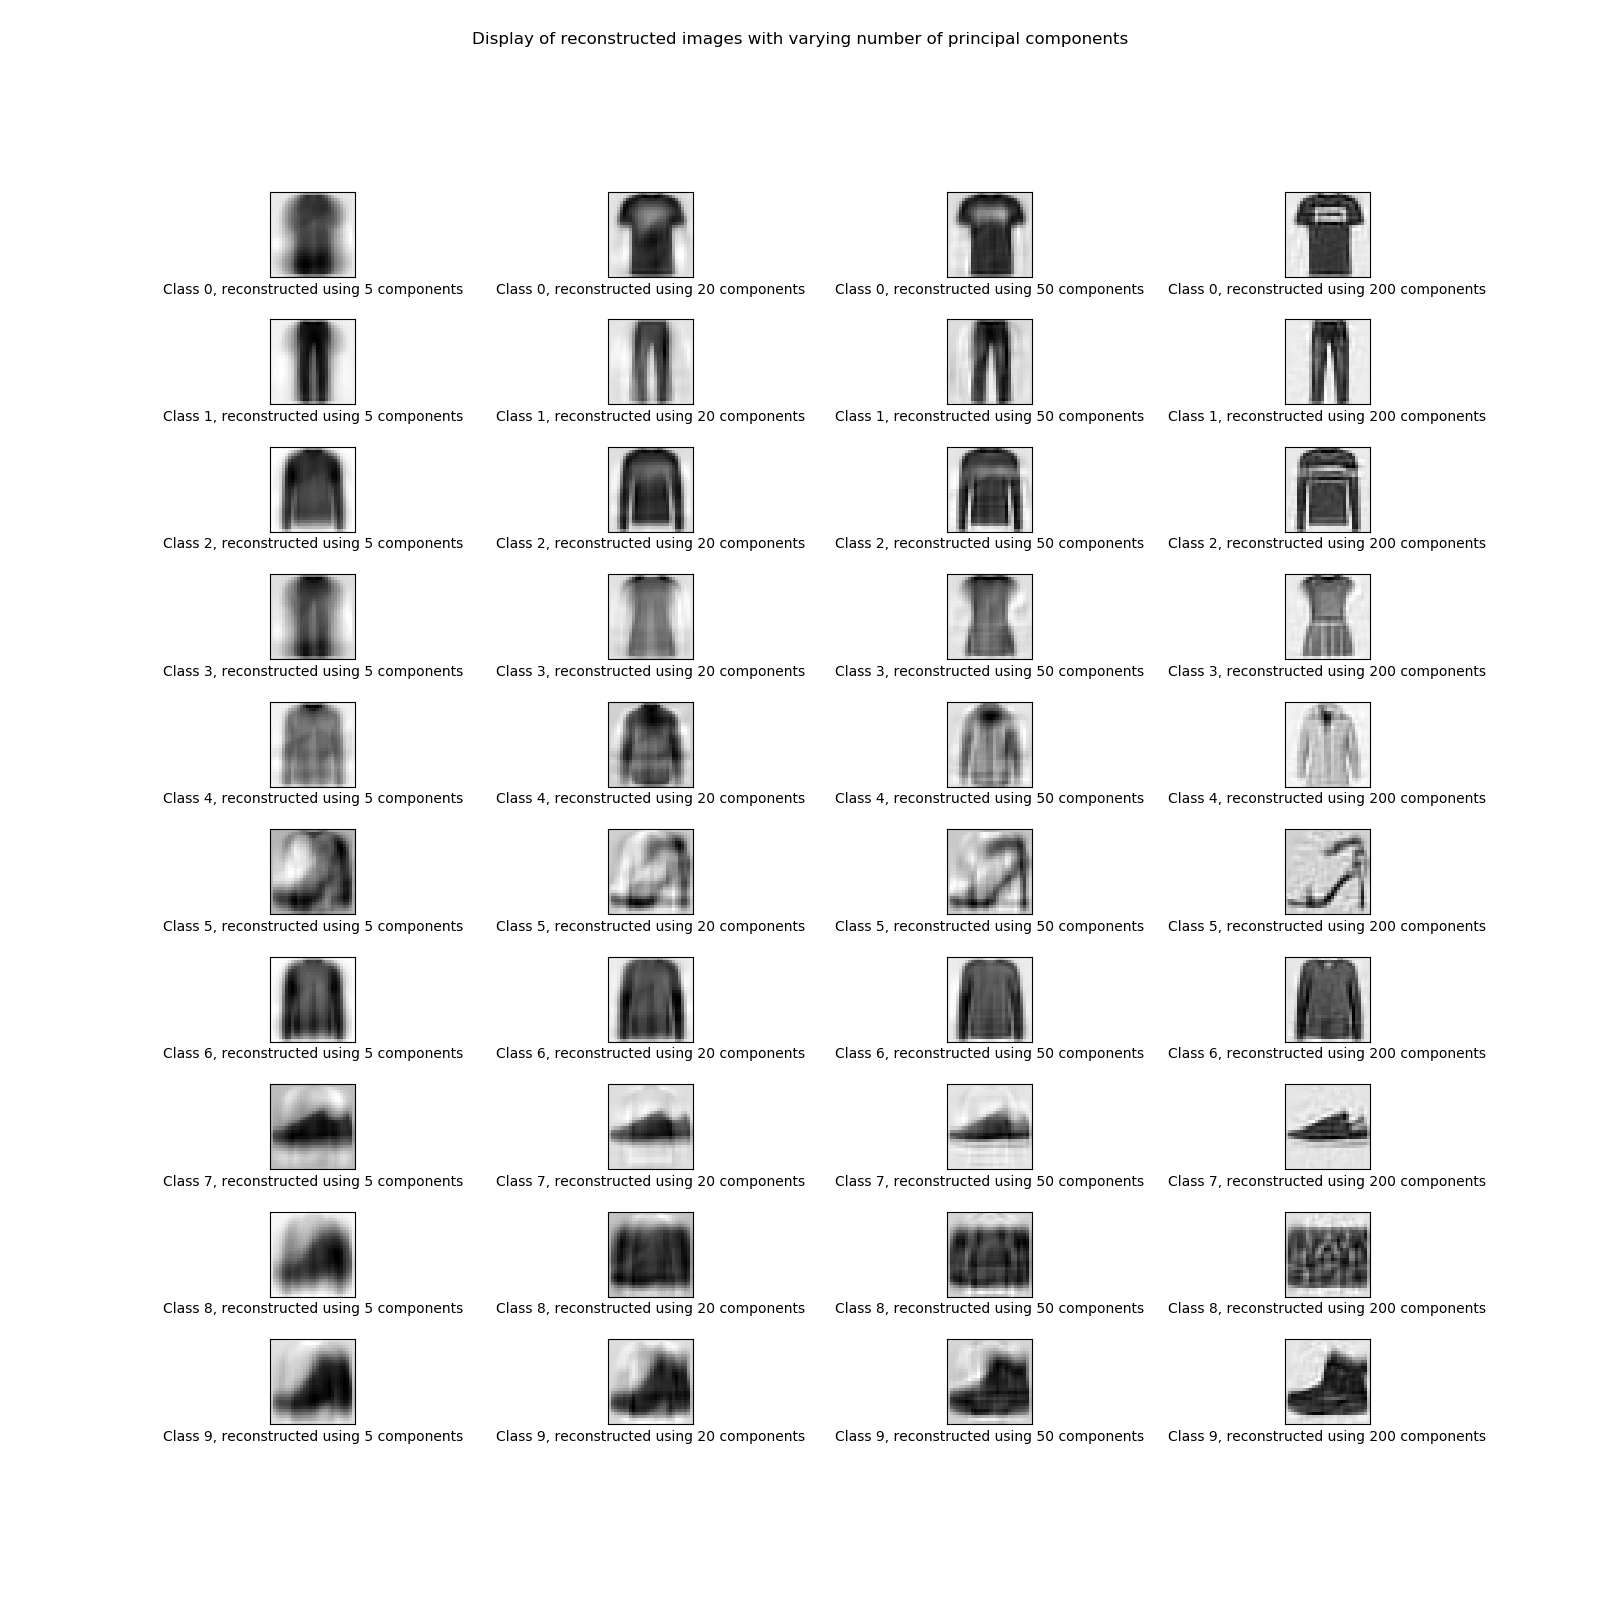 Display of reconstructed images with varying number of principal components
Class 0, reconstructed using 5 components
Class 0, reconstructed using 20 components
Class 0, reconstructed using 50 components
Class 0, reconstructed using 200 components
Class 1, reconstructed using 5 components
Class 1, reconstructed using 20 components
Class 1, reconstructed using 50 components
Class 1, reconstructed using 200 components
Class 2, reconstructed using 5 components
Class 2, reconstructed using 20 components
Class 2, reconstructed using 50 components
Class 2, reconstructed using 200 components
Class 3, reconstructed using 5 components
Class 3, reconstructed using 20 components
Class 3, reconstructed using 50 components
Class 3, reconstructed using 200 components
Class 4, reconstructed using 5 components
Class 4, reconstructed using 20 components
Class 4, reconstructed using 50 components
Class 4, reconstructed using 200 components
Class 5, reconstructed using 5 components
Class 5, reconstructed using 20 components
Class 5, reconstructed using 50 components
Class 5, reconstructed using 200 components
Class 6, reconstructed using 5 components
Class 6, reconstructed using 20 components
Class 6, reconstructed using 50 components
Class 6, reconstructed using 200 components
Class 7, reconstructed using 5 components
Class 7, reconstructed using 20 components
Class 7, reconstructed using 50 components
Class 7, reconstructed using 200 components
Class 8, reconstructed using 5 components
Class 8, reconstructed using 20 components
Class 8, reconstructed using 50 components
Class 8, reconstructed using 200 components
Class 9, reconstructed using 5 components
Class 9, reconstructed using 20 components
Class 9, reconstructed using 50 components
Class 9, reconstructed using 200 components